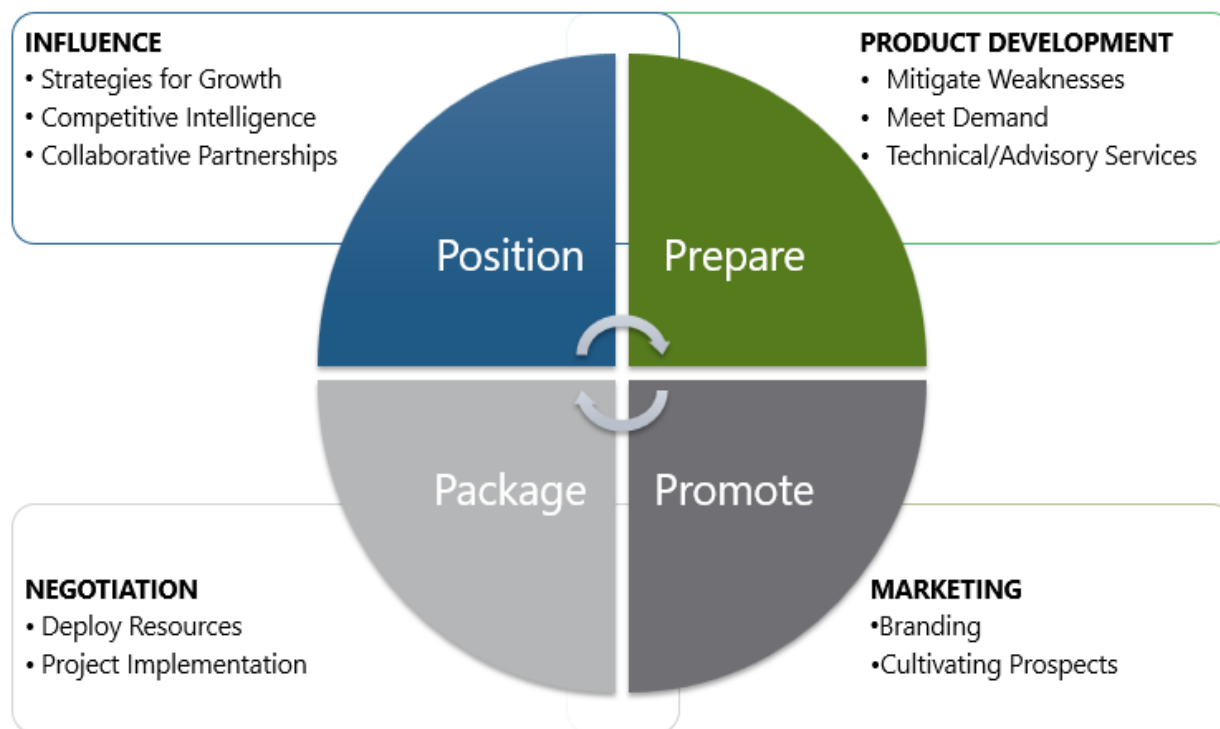 INFLUENCE
• Strategies for Growth
• Competitive Intelligence
• Collaborative Partnerships
PRODUCT DEVELOPMENT
• Mitigate Weaknesses
• Meet Demand
• Technical/Advisory Services
Position
Prepare
Package
Promote
NEGOTIATION
• Deploy Resources
• Project Implementation
MARKETING
•Branding
•Cultivating Prospects